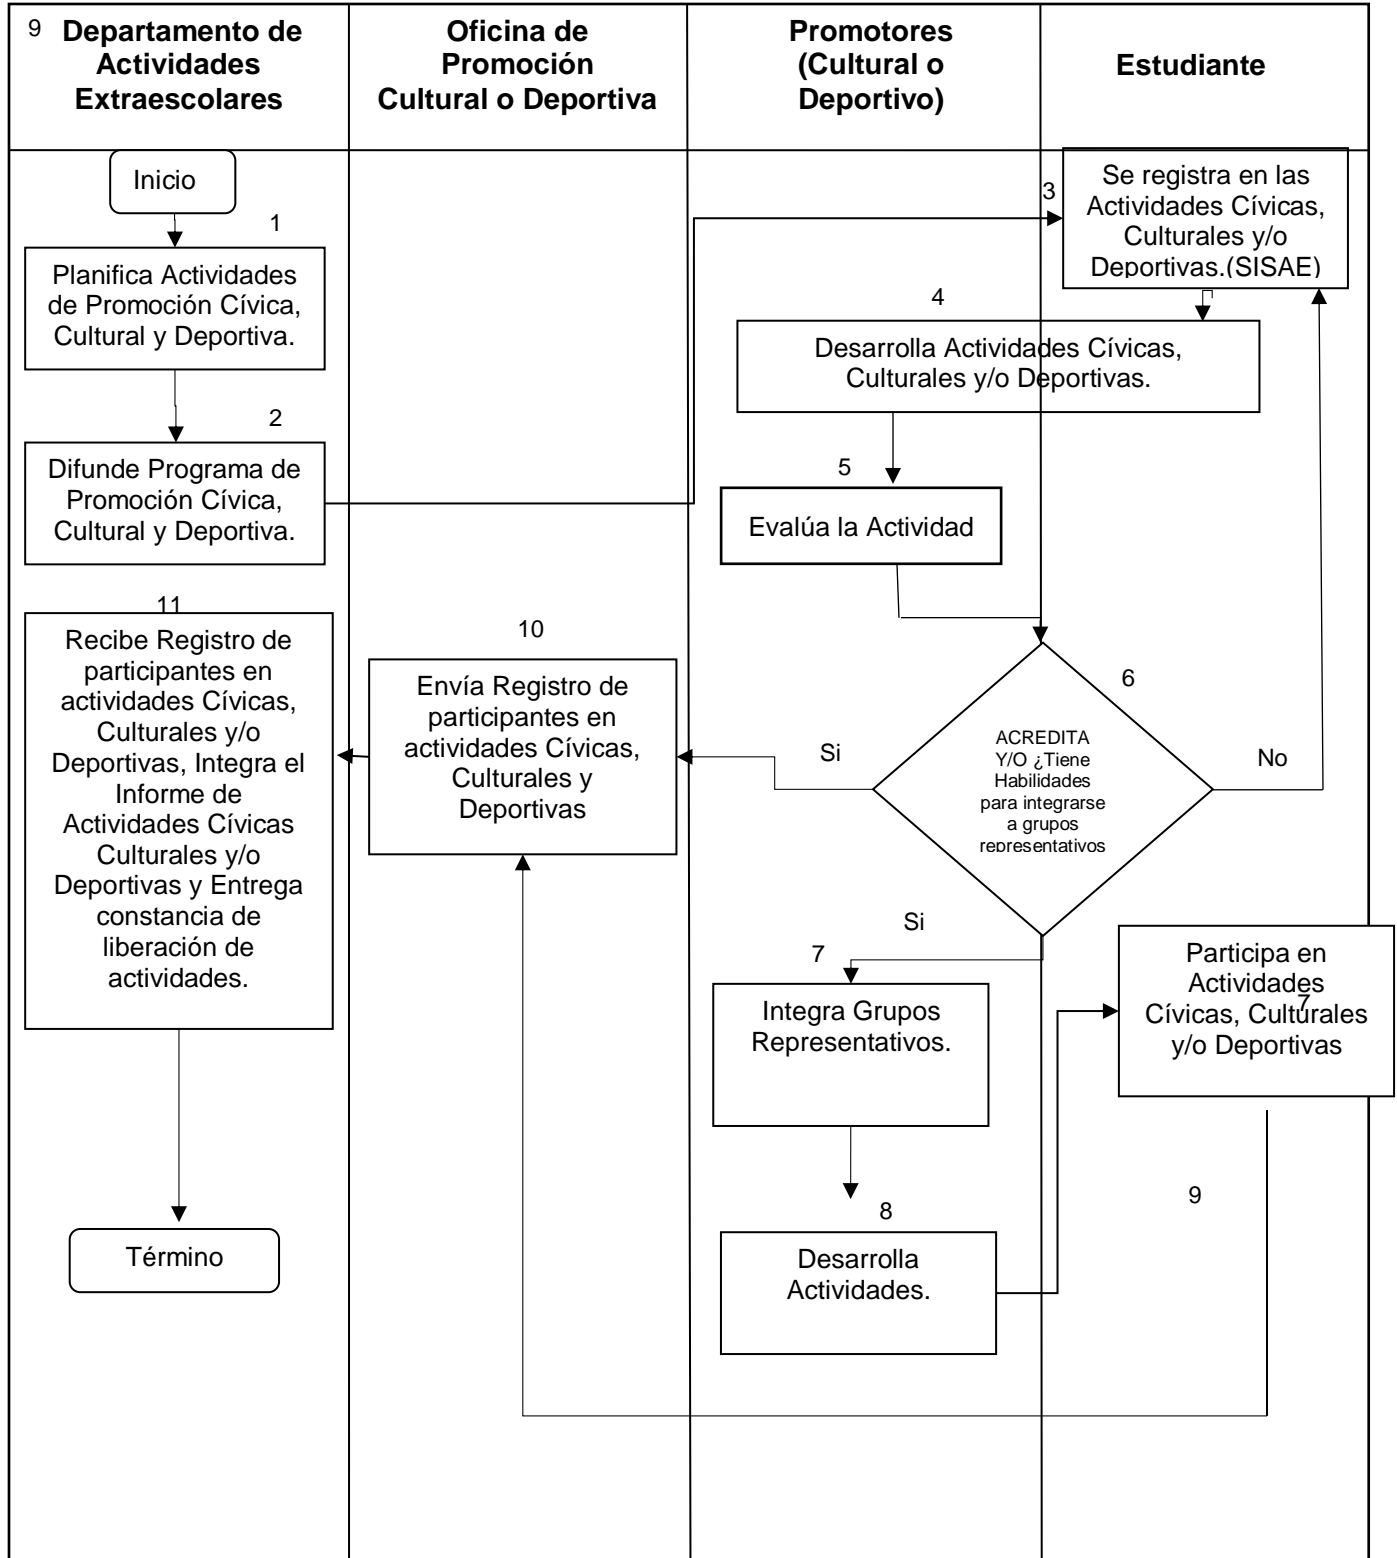 9
Departamento de
Actividades
Extraescolares
Oficina de
Promoción
Cultural o Deportiva
Promotores
(Cultural o
Deportivo)
Estudiante
Inicio
1
Planifica Actividades
de Promoción Cívica,
Cultural y Deportiva.
2
Difunde Programa de
Promoción Cívica,
Cultural y Deportiva.
3
Se registra en las
Actividades Cívicas,
Culturales y/o
Deportivas.(SISAE)
4
Desarrolla Actividades Cívicas,
Culturales y/o Deportivas.
5
Evalúa la Actividad
6
ACREDITA
Y/O ¿Tiene
Habilidades
para integrarse
a grupos
representativos
Si
No
Si
7
Integra Grupos
Representativos.
8
Desarrolla
Actividades.
Participa en
Actividades
Cívicas, Culturales
y/o Deportivas
7
9
10
Envía Registro de
participantes en
actividades Cívicas,
Culturales y
Deportivas
11
Recibe Registro de
participantes en
actividades Cívicas,
Culturales y/o
Deportivas, Integra el
Informe de
Actividades Cívicas
Culturales y/o
Deportivas y Entrega
constancia de
liberación de
actividades.
Término